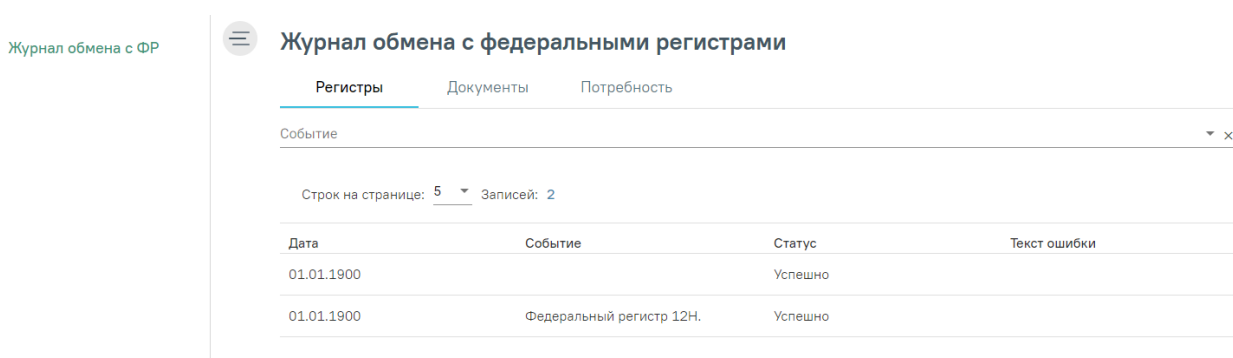 Журнал обмена с ФР
Журнал обмена с федеральными регистрами
Регистры Документы Потребность
Событие
Строк на странице: 5 Записей: 2
Дата Событие Статус Текст ошибки
01.01.1900 Успешно
01.01.1900 Федеральный регистр 12Н. Успешно